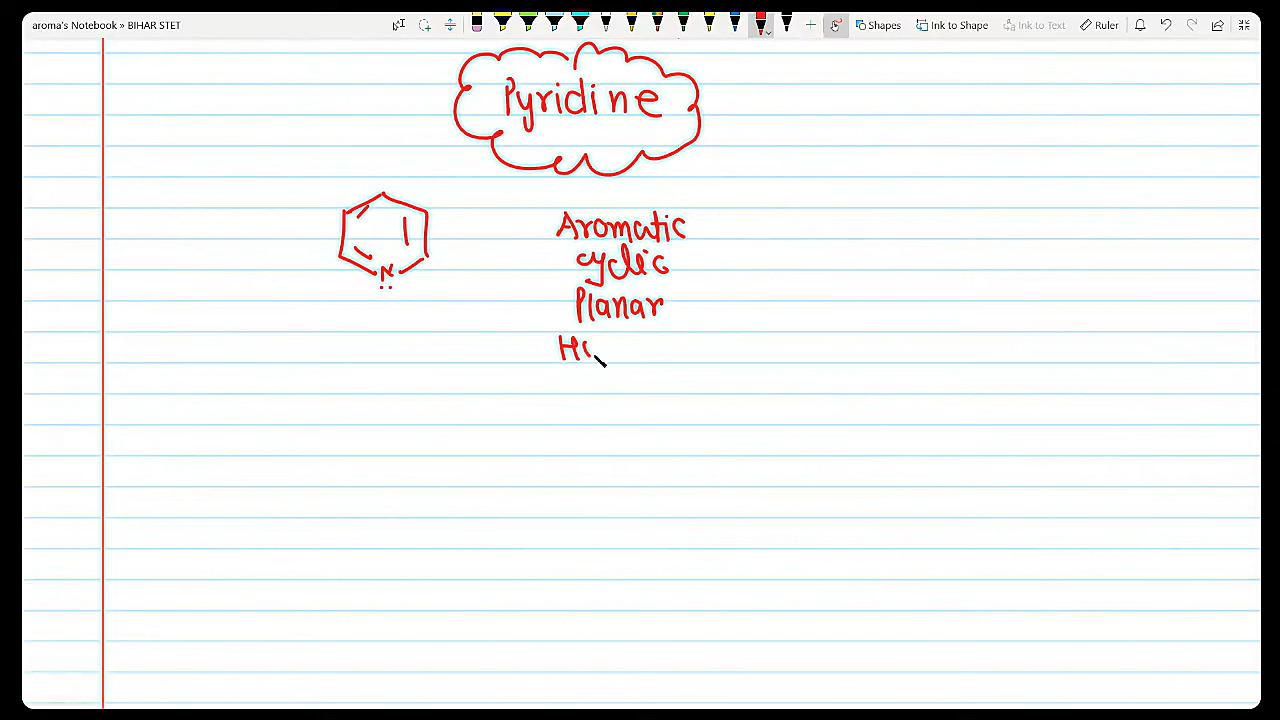 aroma's Notebook » BIHAR STET
Shapes
Ink to Shape
Ink to Text
Ruler
Pyridine
N
Aromatic
cyclic
Planar